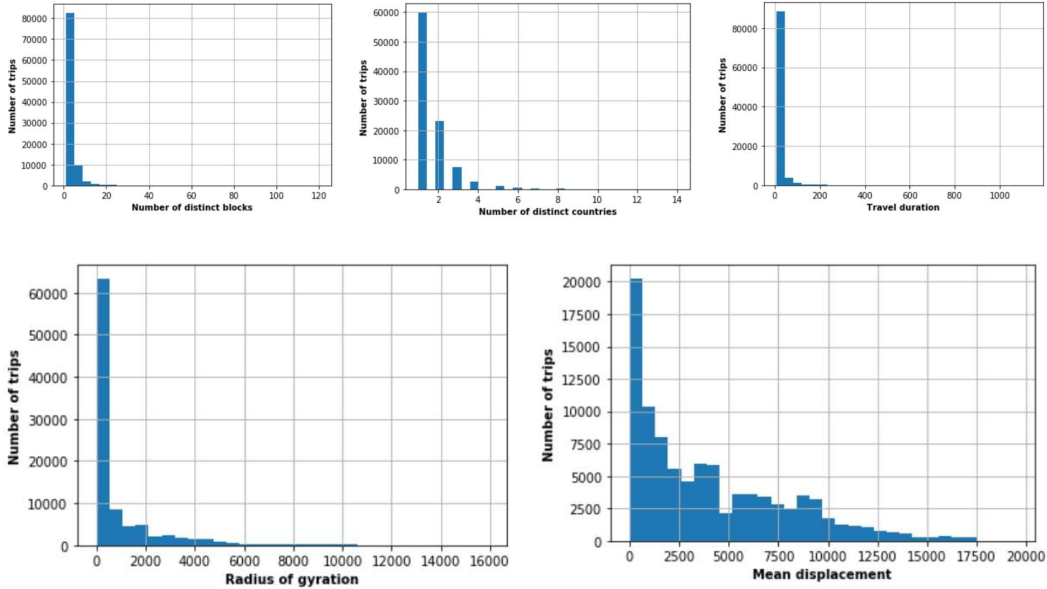 80000
70000
60000
50000
40000
30000
20000
10000
0
Number of trips
0 20 40 60 80 100 120
Number of distinct blocks
60000
50000
40000
30000
20000
10000
0
Number of trips
2 4 6 8 10 12 14
Number of distinct countries
80000
60000
40000
20000
0
Number of trips
0 200 400 600 800 1000
Travel duration
60000
50000
40000
30000
20000
10000
0
Number of trips
0 2000 4000 6000 8000 10000 12000 14000 16000
Radius of gyration
20000
17500
15000
12500
10000
7500
5000
2500
0
Number of trips
0 2500 5000 7500 10000 12500 15000 17500 20000
Mean displacement